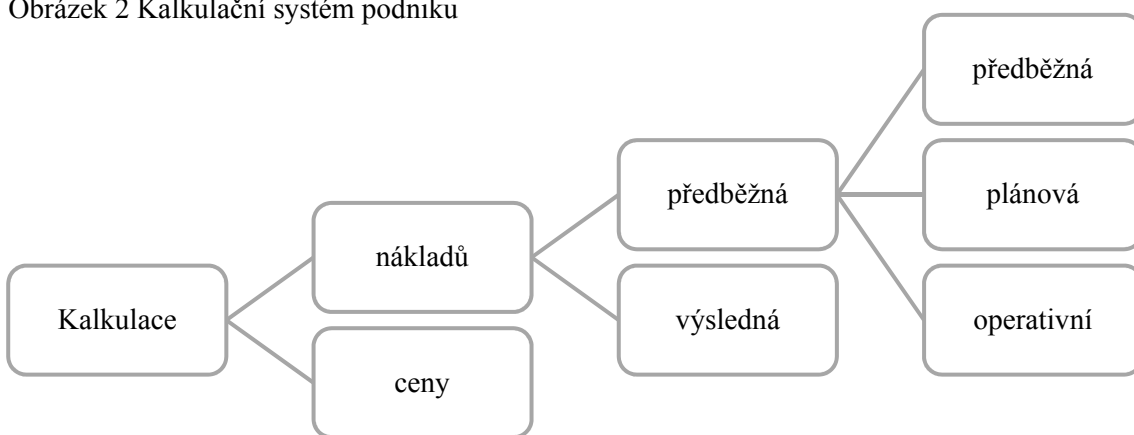 Obrázek 2 Kalkulační systém podniku
předběžná
předběžná
plánová
nákladů
Kalkulace
výsledná
operativní
ceny